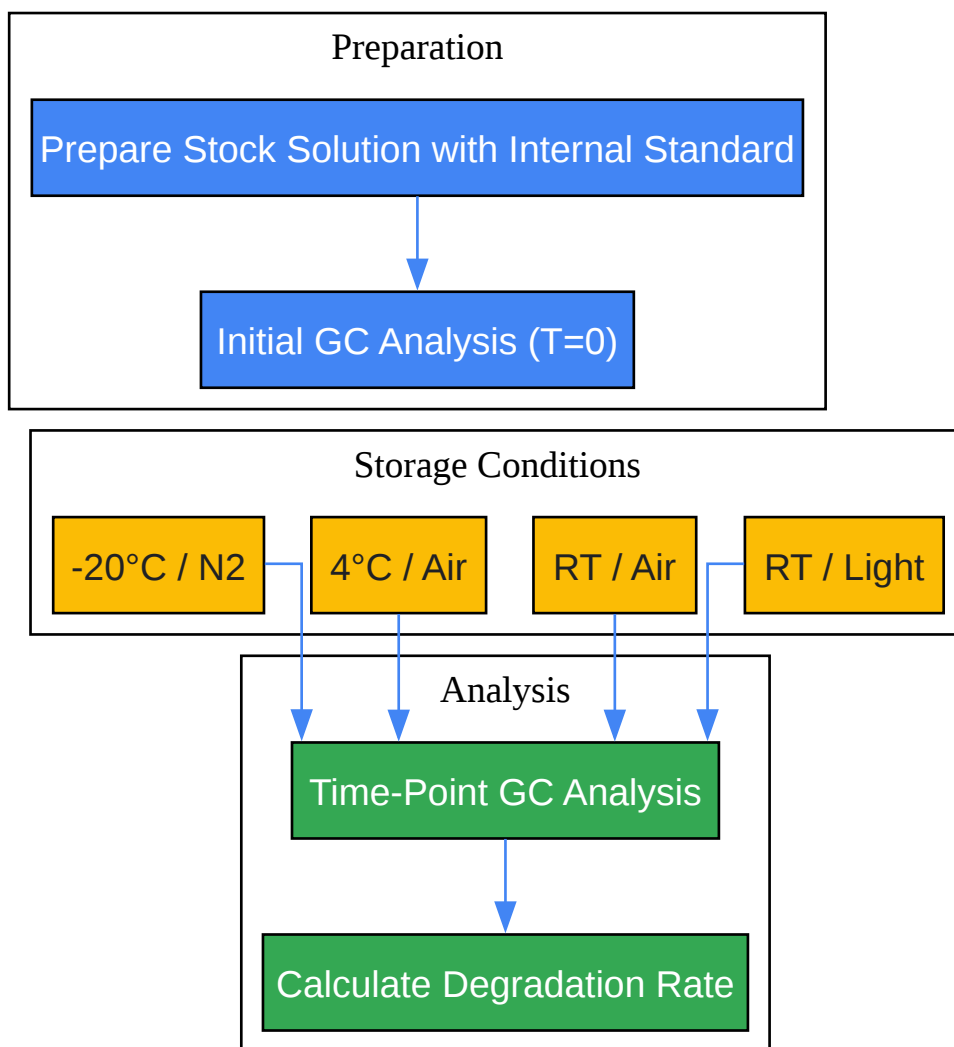 Preparation
Prepare Stock Solution with Internal Standard
Initial GC Analysis (T=0)
Storage Conditions
-20°C / N2
4°C / Air
RT / Air
RT / Light
Analysis
Time-Point GC Analysis
Calculate Degradation Rate